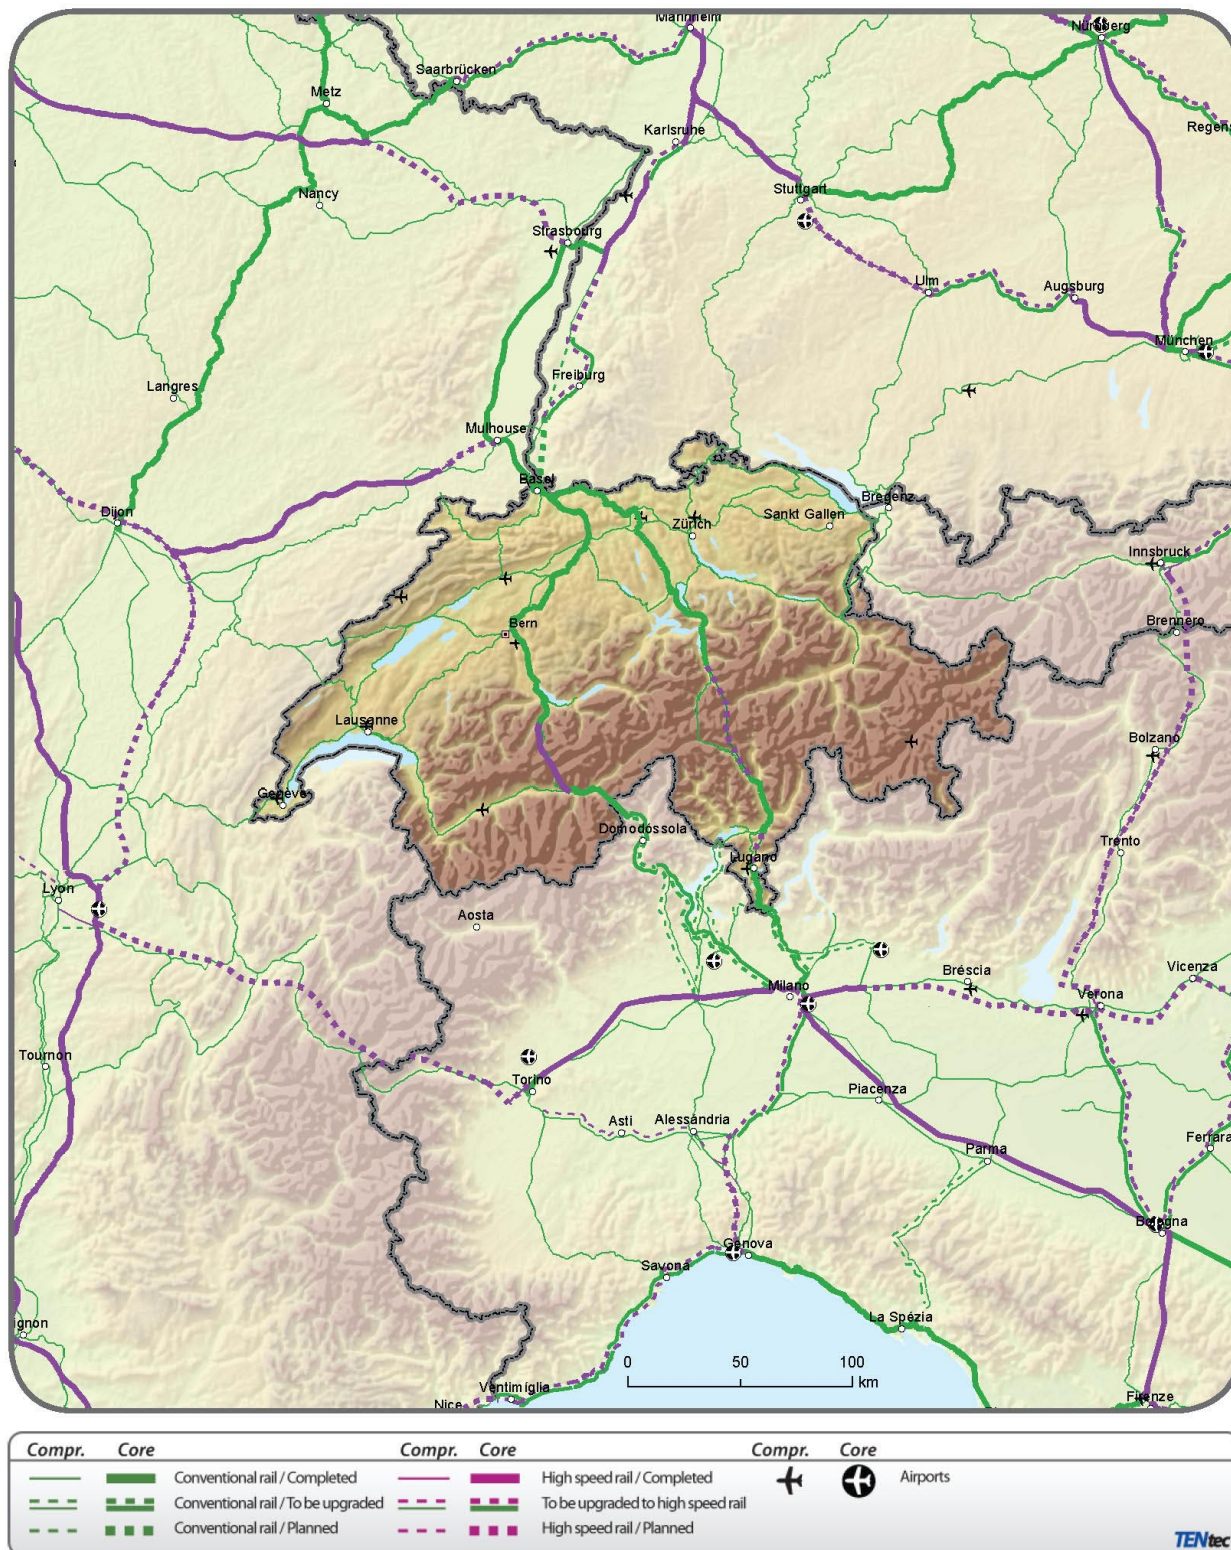 Mannheim
Nürnberg
Saarbrücken
Metz
Karlsruhe
Regens
Nancy
Stuttgart
Strasbourg
Ulm
Augsburg
München
Langres
Freiburg
Mulhouse
Basel
Bregenz
Dijon
Zürich
Sankt Gallen
Innsbruck
Bern
Brennero
Lausanne
Bolzano
Genève
Domodóssola
Trento
Lugano
Lyon
Aosta
Bréscia
Vicenza
Milano
Verona
Tournon
Torino
Piacenza
Asti
Alessándria
Parma
Ferrara
Bologna
Genova
Savona
La Spézia
ignon
0 50 100
km
Ventimíglia
Nice
Firenze
Compr. Core Compr. Core Compr. Core
Conventional rail / Completed High speed rail / Completed Airports
Conventional rail / To be upgraded To be upgraded to high speed rail
Conventional rail / Planned High speed rail / Planned
TENtec